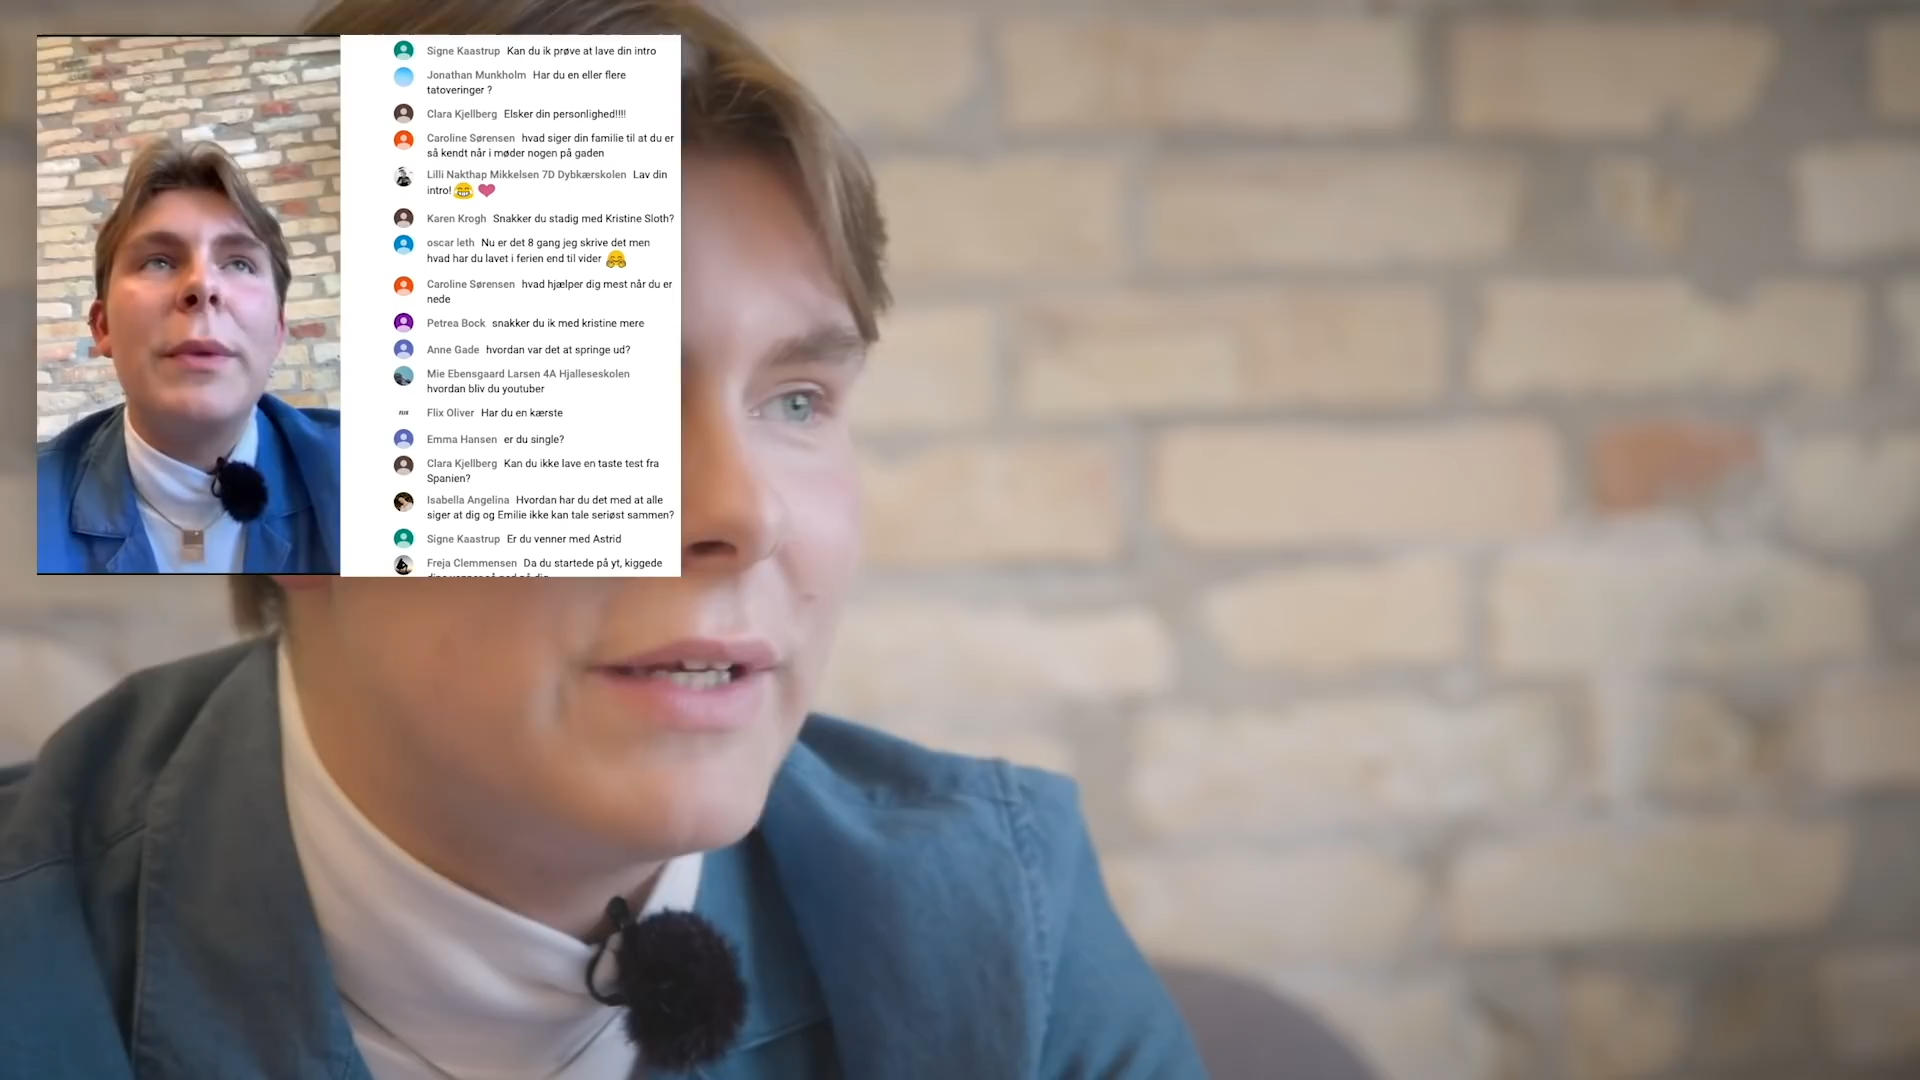 Signe Kaastrup Kan du ik prøve at lave din intro
Jonathan Munkholm Har du en eller flere
tatoveringer ?
Clara Kjellberg Elsker din personlighed!!!!
Caroline Sørensen hvad siger din familie til at du er
så kendt når i møder nogen på gaden
Lilli Nakthap Mikkelsen 7D Dybkærskolen Lav din
intro!😂 ❤️
Karen Krogh Snakker du stadig med Kristine Sloth?
oscar leth Nu er det 8 gang jeg skrive det men
hvad har du lavet i ferien end til vider 🤗
Caroline Sørensen hvad hjælper dig mest når du er
nede
Petrea Bock snakker du ik med kristine mere
Anne Gade hvordan var det at springe ud?
Mie Ebensgaard Larsen 4A Hjalleseskolen
hvordan bliv du youtuber
Flix Oliver Har du en kærste
Emma Hansen er du single?
Clara Kjellberg Kan du ikke lave en taste test fra
Spanien?
Isabella Angelina Hvordan har du det med at alle
siger at dig og Emilie ikke kan tale seriøst sammen?
Signe Kaastrup Er du venner med Astrid
Freja Clemmensen Da du startede på yt, kiggede